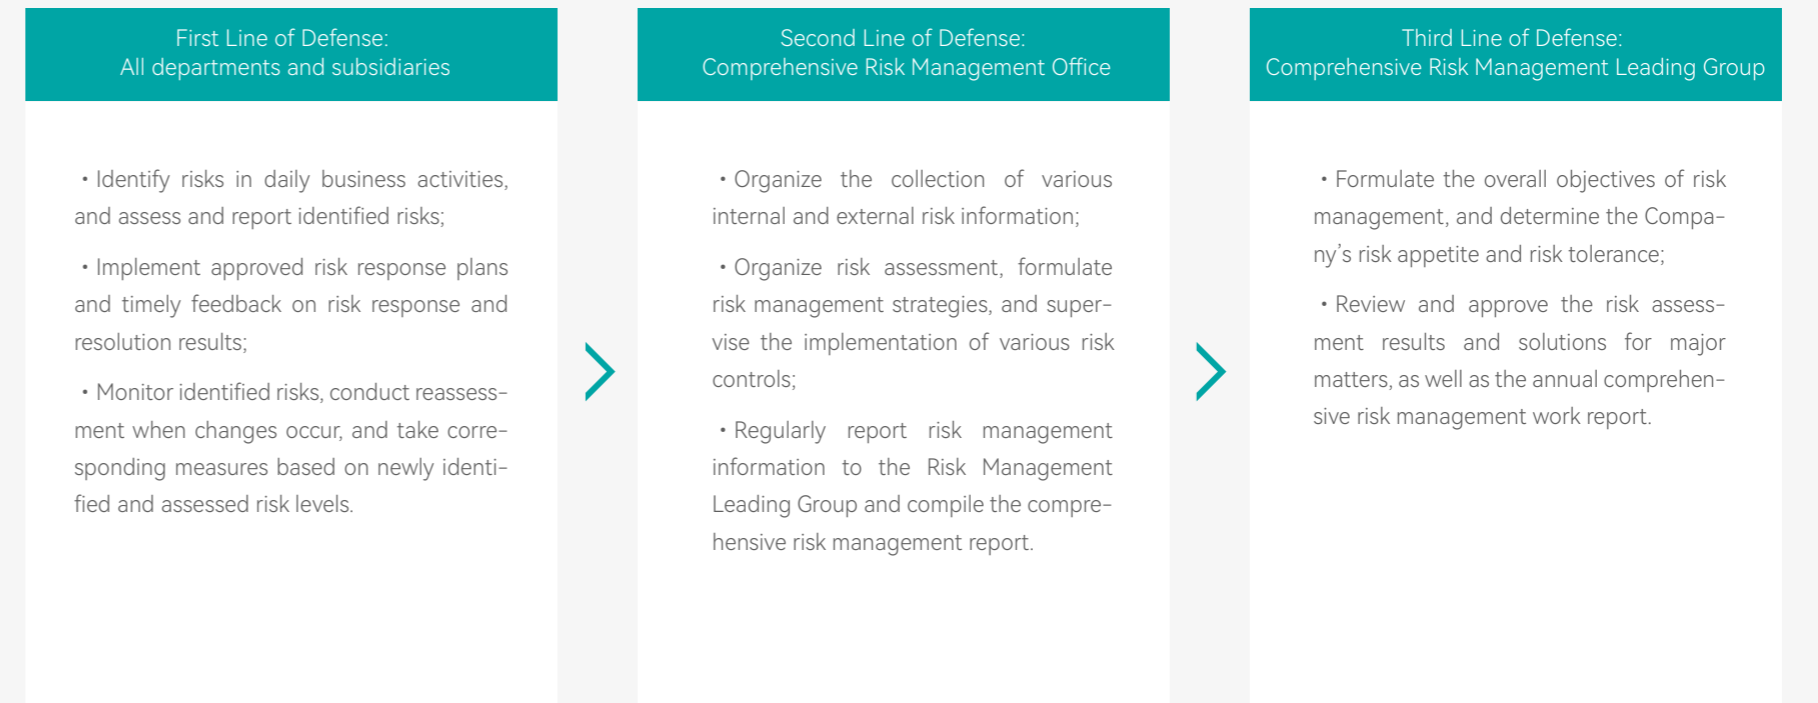 First Line of Defense:
All departments and subsidiaries
・Identify risks in daily business activities,
and assess and report identified risks;
・Implement approved risk response plans
and timely feedback on risk response and
resolution results;
・Monitor identified risks, conduct reassess-
ment when changes occur, and take corre-
sponding measures based on newly identi-
fied and assessed risk levels.
Second Line of Defense:
Comprehensive Risk Management Office
・Organize the collection of various
internal and external risk information;
・Organize risk assessment, formulate
risk management strategies, and super-
vise the implementation of various risk
controls;
・Regularly report risk management
information to the Risk Management
Leading Group and compile the compre-
hensive risk management report.
Third Line of Defense:
Comprehensive Risk Management Leading Group
・Formulate the overall objectives of risk
management, and determine the Compa-
ny’s risk appetite and risk tolerance;
・Review and approve the risk assess-
ment results and solutions for major
matters, as well as the annual comprehen-
sive risk management work report.